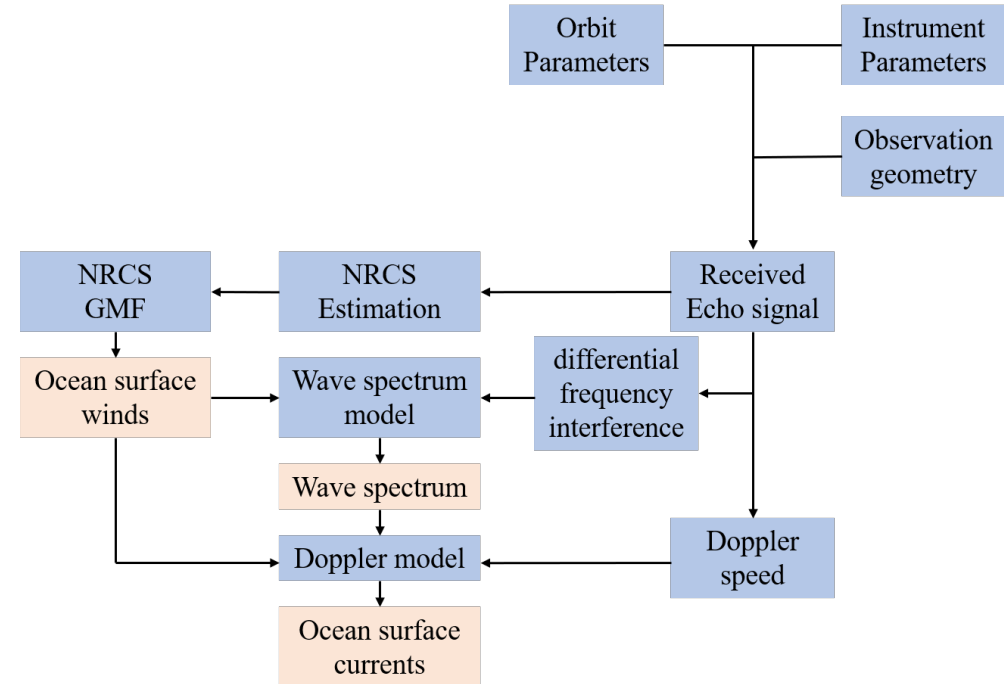 Orbit
Parameters
Instrument
Parameters
Observation
geometry
NRCS
GMF
NRCS
Estimation
Received
Echo signal
Ocean surface
winds
Wave spectrum
model
differential
frequency
interference
Wave spectrum
Doppler model
Doppler
speed
Ocean surface
currents